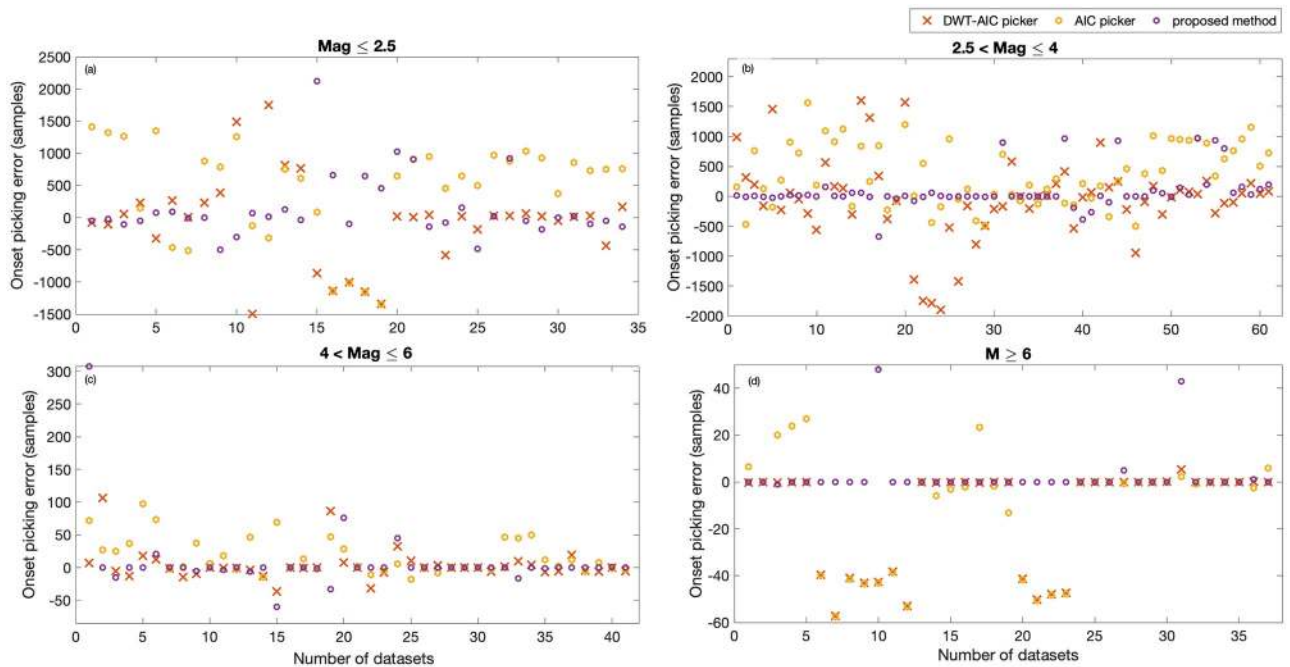 DWT-AIC picker AIC picker proposed method
Mag ≤ 2.5
(a)
Onset picking error (samples)
2500
2000
1500
1000
500
0
-500
-1000
-1500
0 5 10 15 20 25 30 35
2.5 < Mag ≤ 4
(b)
Onset picking error (samples)
2000
1500
1000
500
0
-500
-1000
-1500
-2000
0 10 20 30 40 50 60
4 < Mag ≤ 6
(c)
Onset picking error (samples)
300
250
200
150
100
50
0
-50
0 5 10 15 20 25 30 35 40
Number of datasets
M ≥ 6
(d)
Onset picking error (samples)
40
20
0
-20
-40
-60
0 5 10 15 20 25 30 35
Number of datasets